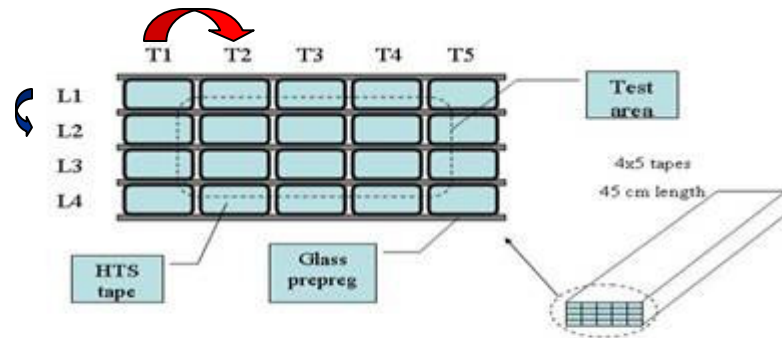 T1 T2 T3 T4 T5
L1
L2
L3
L4
Test
area
4x5 tapes
45 cm length
HTS
tape
Glass
prepreg